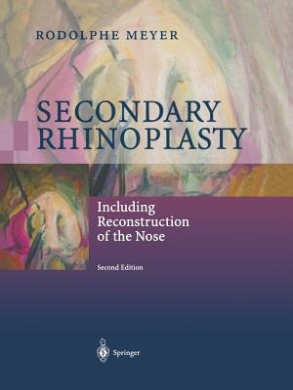 RODOLPHE MEYER
SECONDARY
RHINOPLASTY
Including
Reconstruction
of the Nose
Second Edition
Springer